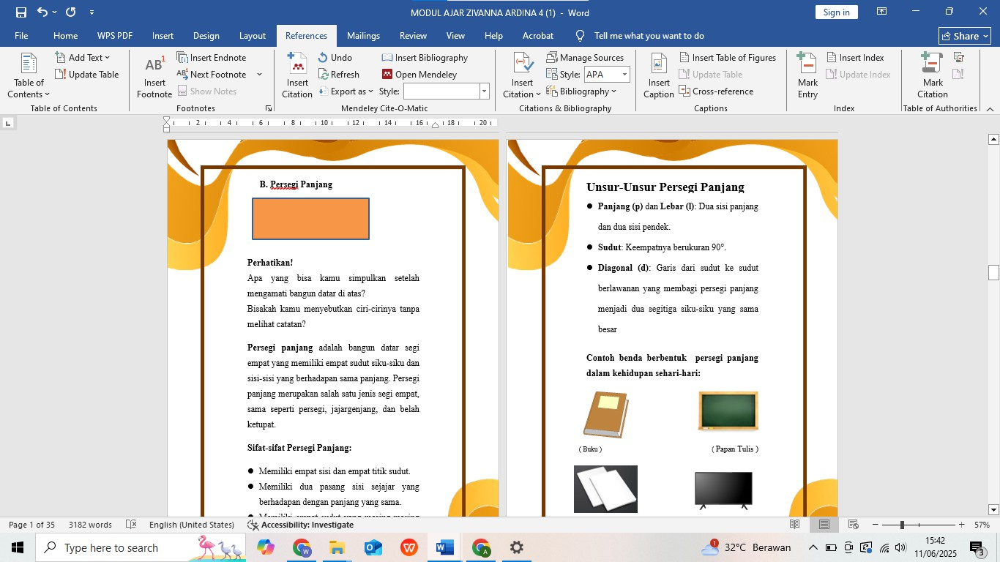 MODUL AJAR ZIVANNA ARDINA 4 (1) - Word
Sign in
File Home WPS PDF Insert Design Layout References Mailings Review View Help Acrobat Tell me what you want to do Share
Table of Contents
Add Text
Update Table
Table of Contents
AB1 Insert Footnote
Insert Endnote
Next Footnote
Show Notes
Footnotes
Insert Citation
Undo
Refresh
Export as
Insert Bibliography
Open Mendeley
Style:
Mendeley Cite-O-Matic
Insert Citation
Manage Sources
Style: APA
Bibliography
Citations & Bibliography
Insert Caption
Insert Table of Figures
Update Table
Cross-reference
Captions
Mark Entry
Insert Index
Update Index
Index
Mark Citation
Table of Authorities
2 4 6 8 10 12 14 16 18 20
B. Persegi Panjang
Perhatikan!
Apa yang bisa kamu simpulkan setelah
mengamati bangun datar di atas?
Bisakah kamu menyebutkan ciri-cirinya tanpa
melihat catatan?
Persegi panjang adalah bangun datar segi
empat yang memiliki empat sudut siku-siku dan
sisi-sisi yang berhadapan sama panjang. Persegi
panjang merupakan salah satu jenis segi empat,
sama seperti persegi, jajargenjang, dan belah
ketupat.
Sifat-sifat Persegi Panjang:
● Memiliki empat sisi dan empat titik sudut.
● Memiliki dua pasang sisi sejajar yang
berhadapan dengan panjang yang sama.
● Memiliki empat sudut yang masing-masing
Unsur-Unsur Persegi Panjang
● Panjang (p) dan Lebar (l): Dua sisi panjang
dan dua sisi pendek.
● Sudut: Keempatnya berukuran 90°.
● Diagonal (d): Garis dari sudut ke sudut
berlawanan yang membagi persegi panjang
menjadi dua segitiga siku-siku yang sama
besar
Contoh benda berbentuk persegi panjang
dalam kehidupan sehari-hari:
( Buku ) ( Papan Tulis )
Page 1 of 35 3182 words English (United States) Accessibility: Investigate 57%
Type here to search
1 32°C Berawan
15:42
11/06/2025
3